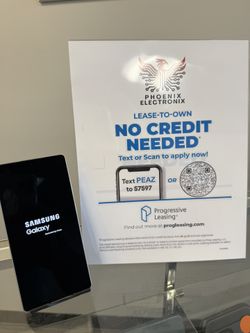 PHOENIX
ELECTRONIX
LEASE-TO-OWN
NO CREDIT
NEEDED
Text or Scan to apply now!
Text PEAZ
to 57597
OR
Progressive
Leasing
Find out more at progleasing.com
SAMSUNG
Galaxy